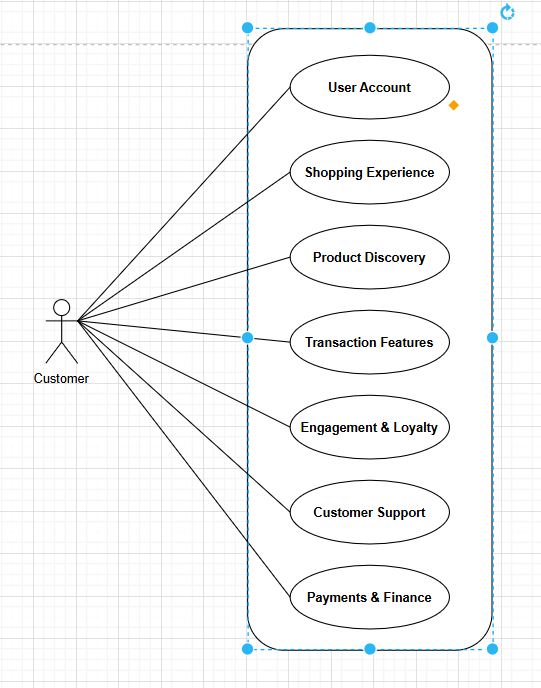 User Account
Shopping Experience
Product Discovery
Transaction Features
Customer
Engagement & Loyalty
Customer Support
Payments & Finance